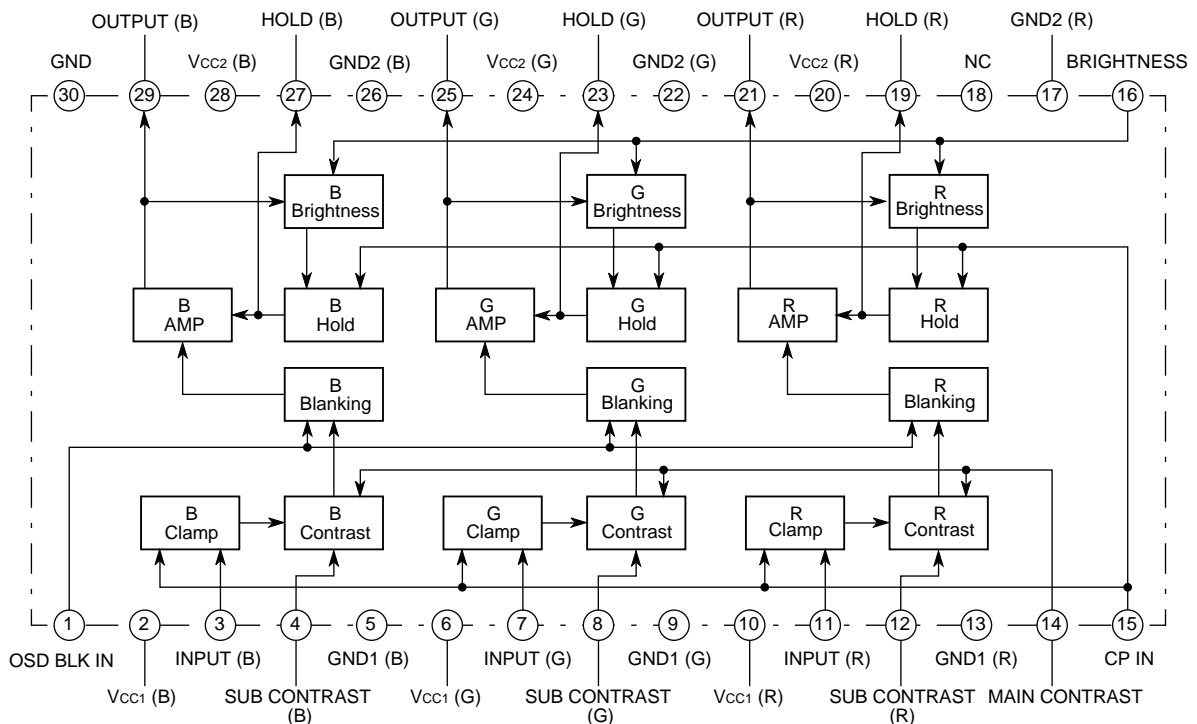 OUTPUT (B) HOLD (B) OUTPUT (G) HOLD (G) OUTPUT (R) HOLD (R) GND2 (R)
GND VCC2 (B) GND2 (B) VCC2 (G) GND2 (G) VCC2 (R) NC BRIGHTNESS
30 29 28 27 26 25 24 23 22 21 20 19 18 17 16
B G R
Brightness Brightness Brightness
B B G G R R
AMP Hold AMP Hold AMP Hold
B G R
Blanking Blanking Blanking
B B G G R R
Clamp Contrast Clamp Contrast Clamp Contrast
1 2 3 4 5 6 7 8 9 10 11 12 13 14 15
OSD BLK IN INPUT (B) GND1 (B) INPUT (G) GND1 (G) INPUT (R) GND1 (R) CP IN
VCC1 (B) SUB CONTRAST VCC1 (G) SUB CONTRAST VCC1 (R) SUB CONTRAST MAIN CONTRAST
(B) (G) (R)